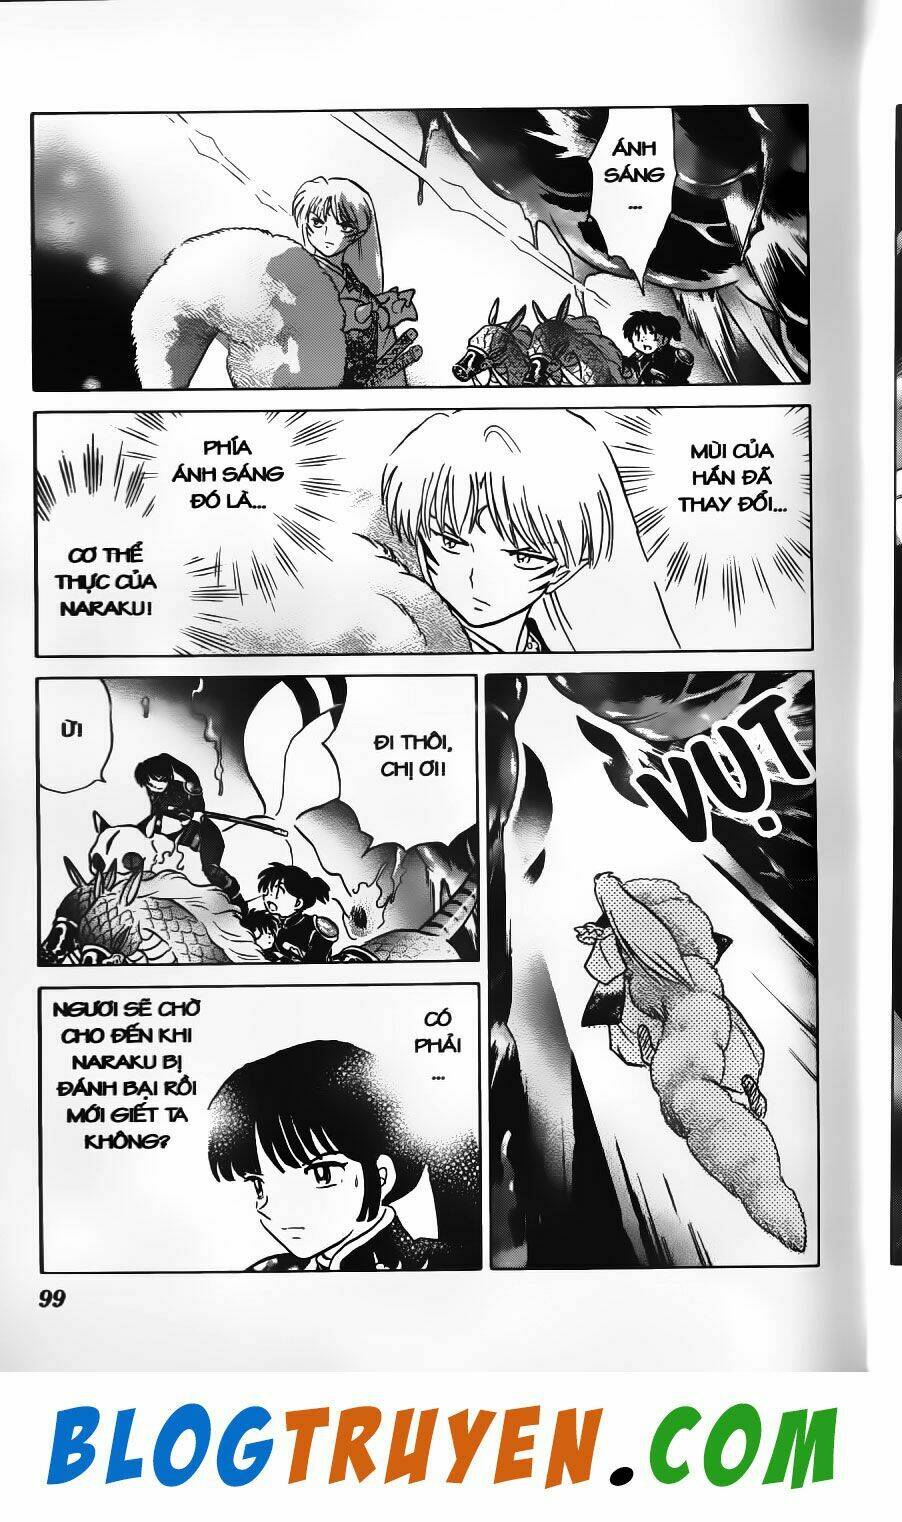 ÁNH
SÁNG
...
MÙI CỦA
HẮN ĐÃ
THAY ĐỔI...
PHÍA
ÁNH SÁNG
ĐÓ LÀ...
CƠ THỂ
THỰC CỦA
NARAKU!
VỤT
ĐI THÔI,
CHỊ ƠI!
Ừ!
CÓ
PHẢI
...
NGƯƠI SẼ CHỜ
CHO ĐẾN KHI
NARAKU BỊ
ĐÁNH BẠI RỒI
MỚI GIẾT TA
KHÔNG?
99
BLOGTRUYEN.COM